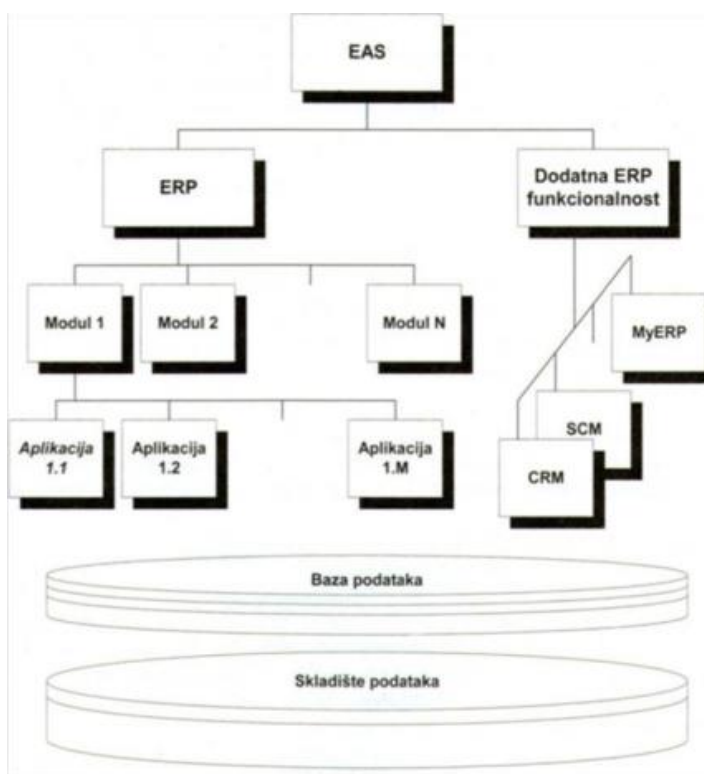 EAS
ERP
Dodatna ERP
funkcionalnost
Modul 1
Modul 2
Modul N
MyERP
Aplikacija
1.1
Aplikacija
1.2
Aplikacija
1.M
SCM
CRM
Baza podataka
Skladište podataka